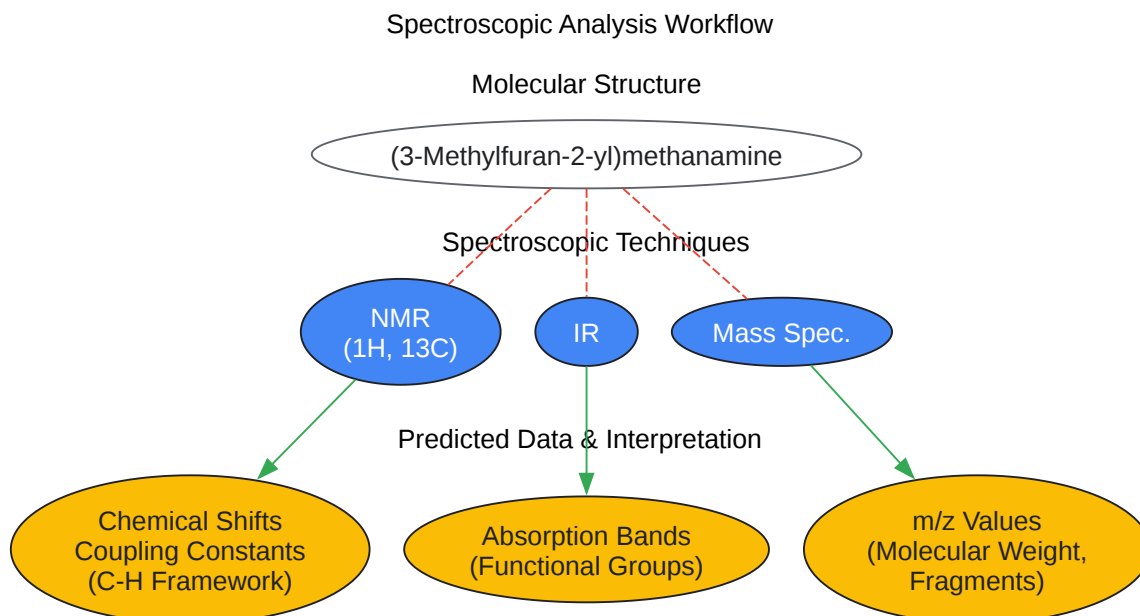 Spectroscopic Analysis Workflow
Molecular Structure
(3-Methylfuran-2-yl)methanamine
Spectroscopic Techniques
NMR
(1H, 13C)
IR
Mass Spec.
Predicted Data & Interpretation
Chemical Shifts
Coupling Constants
(C-H Framework)
Absorption Bands
(Functional Groups)
m/z Values
(Molecular Weight,
Fragments)